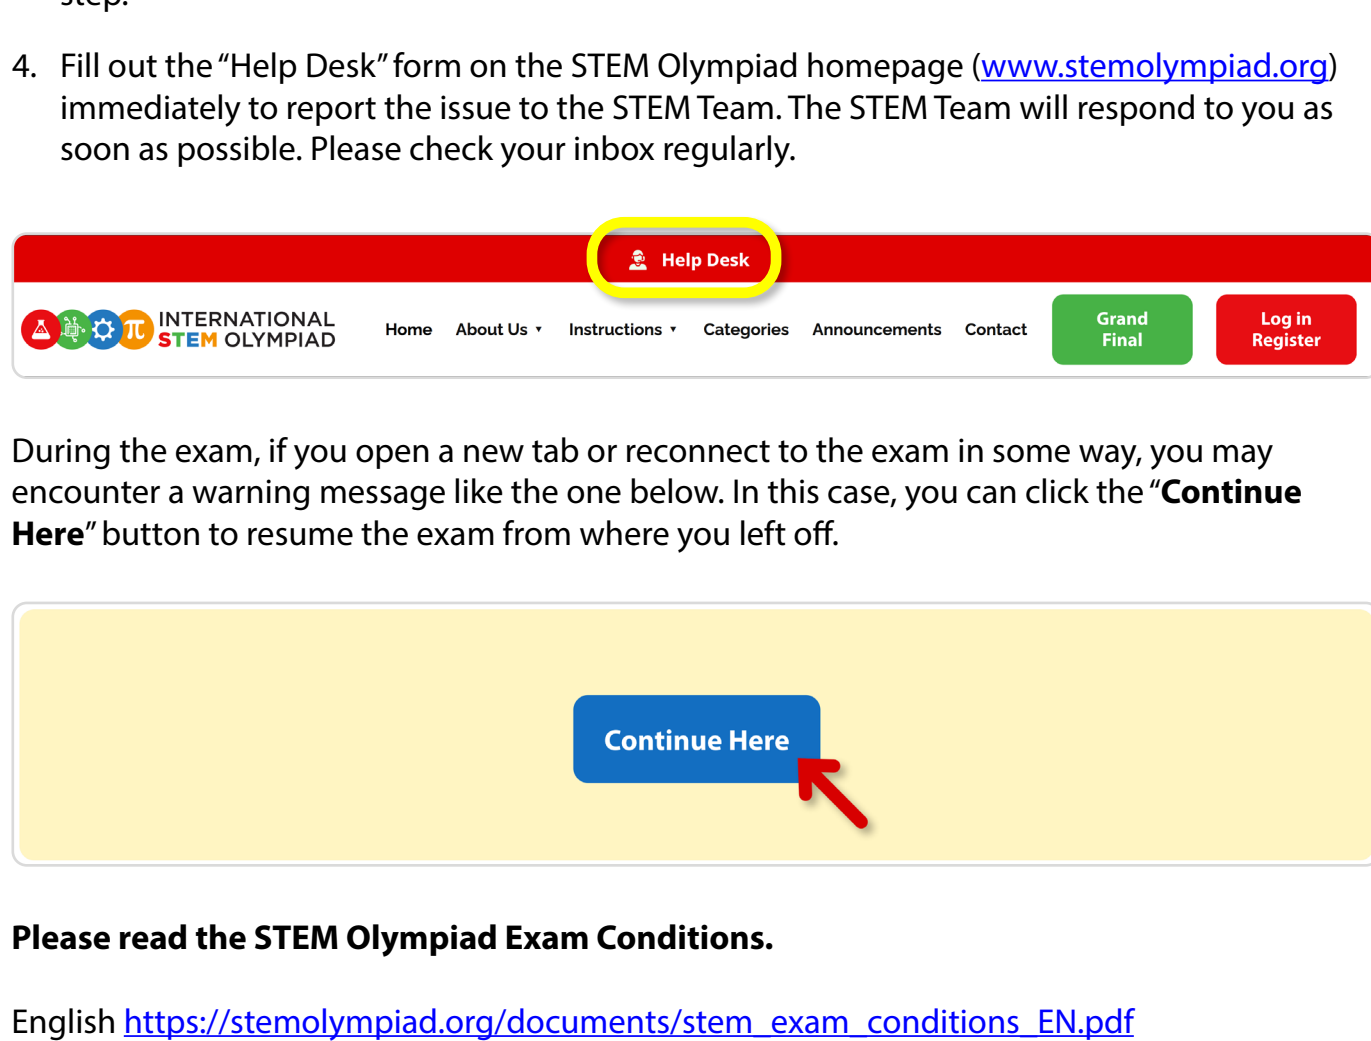 step.
4. Fill out the “Help Desk” form on the STEM Olympiad homepage (www.stemolympiad.org)
immediately to report the issue to the STEM Team. The STEM Team will respond to you as
soon as possible. Please check your inbox regularly.
Help Desk
INTERNATIONAL
STEM OLYMPIAD
Home About Us ▾ Instructions ▾ Categories Announcements Contact
Grand
Final
Log in
Register
During the exam, if you open a new tab or reconnect to the exam in some way, you may
encounter a warning message like the one below. In this case, you can click the “Continue
Here” button to resume the exam from where you left off.
Continue Here
Please read the STEM Olympiad Exam Conditions.
English https://stemolympiad.org/documents/stem_exam_conditions_EN.pdf